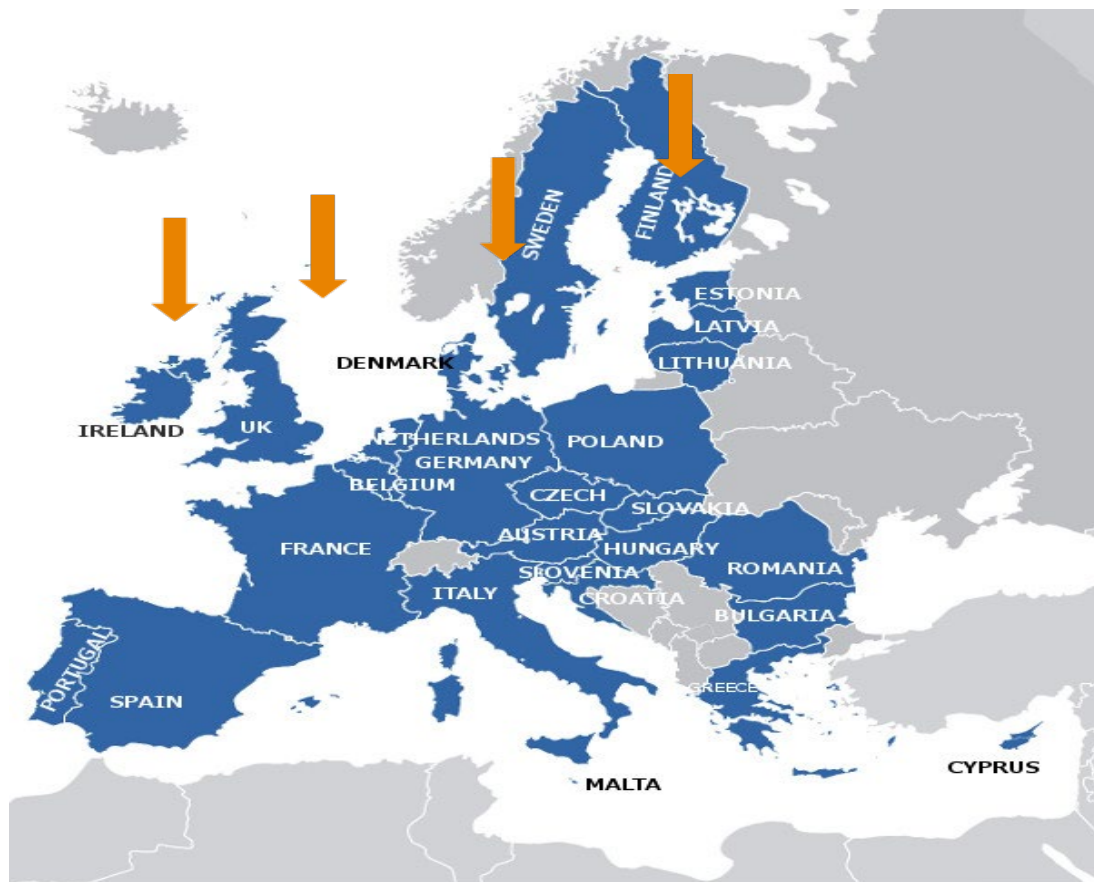 SWEDEN
FINLAND
ESTONIA
LATVIA
DENMARK
LITHUANIA
IRELAND
UK
NETHERLANDS
POLAND
GERMANY
BELGIUM
CZECH
SLOVAKIA
AUSTRIA
FRANCE
HUNGARY
ROMANIA
SLOVENIA
ITALY
CROATIA
BULGARIA
PORTUGAL
SPAIN
GREECE
CYPRUS
MALTA